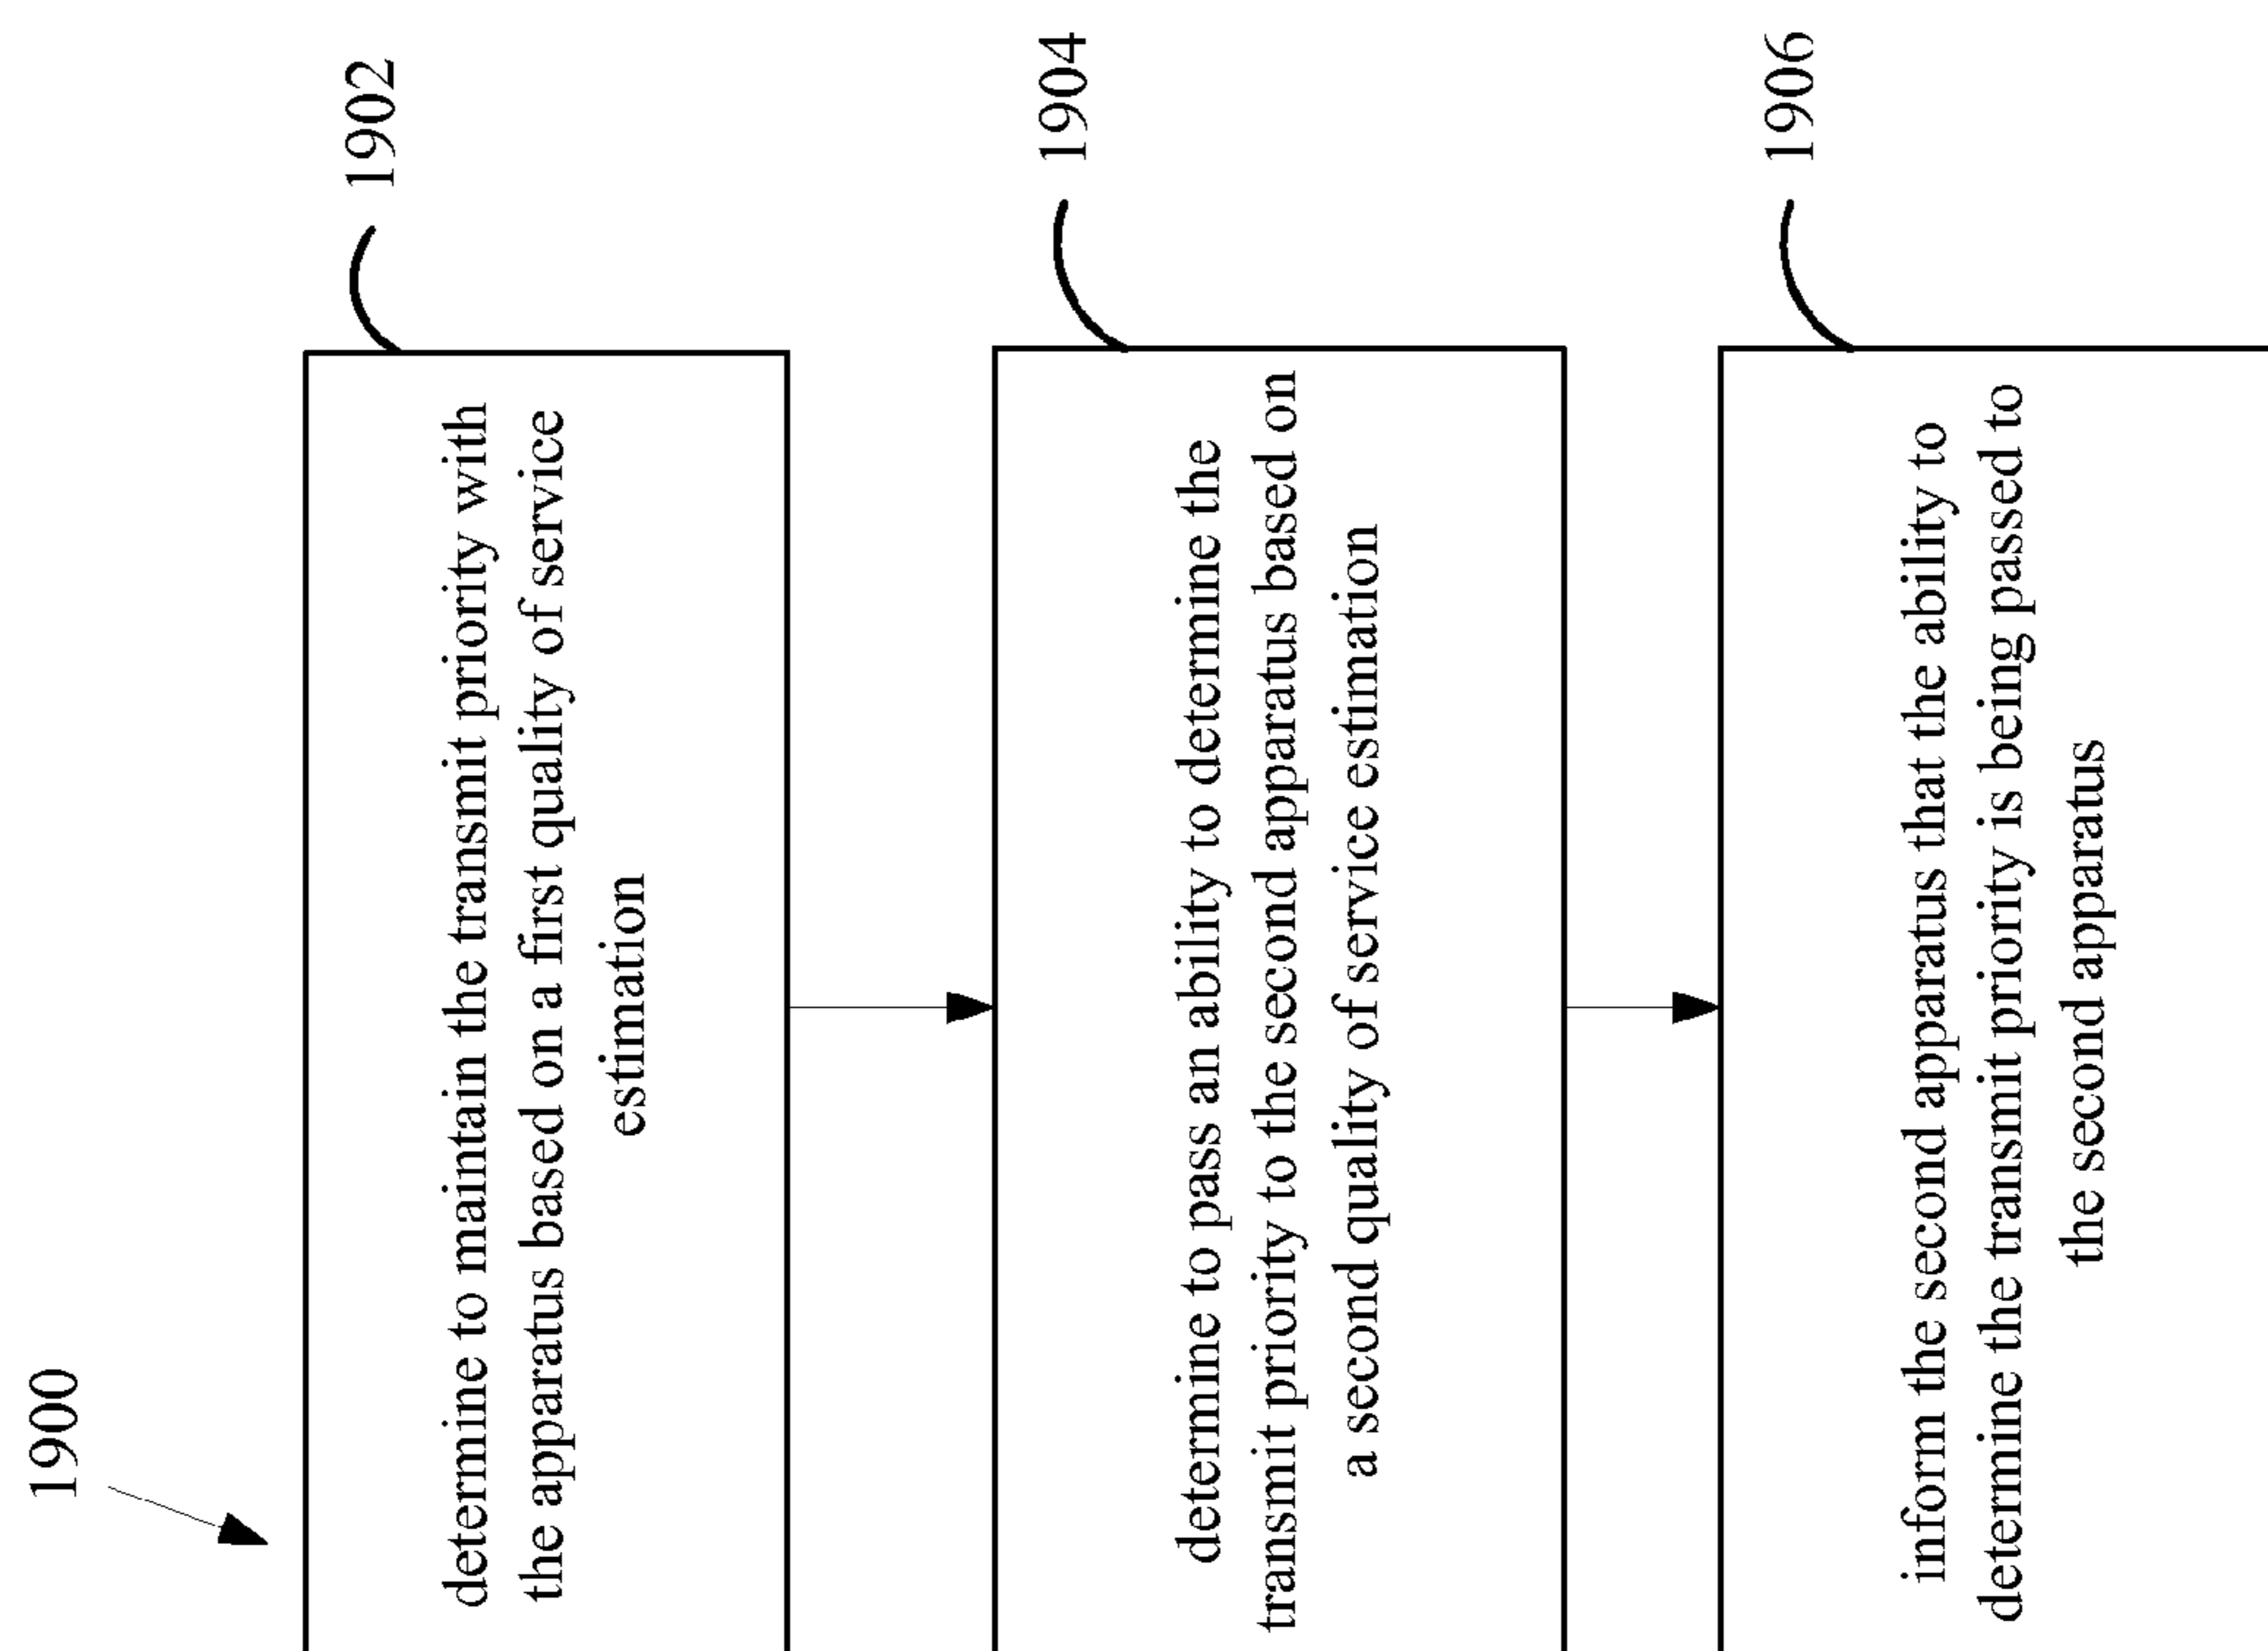 1900
determine to maintain the transmit priority with
the apparatus based on a first quality of service
estimation
1902
determine to pass an ability to determine the
transmit priority to the second apparatus based on
a second quality of service estimation
1904
inform the second apparatus that the ability to
determine the transmit priority is being passed to
the second apparatus
1906